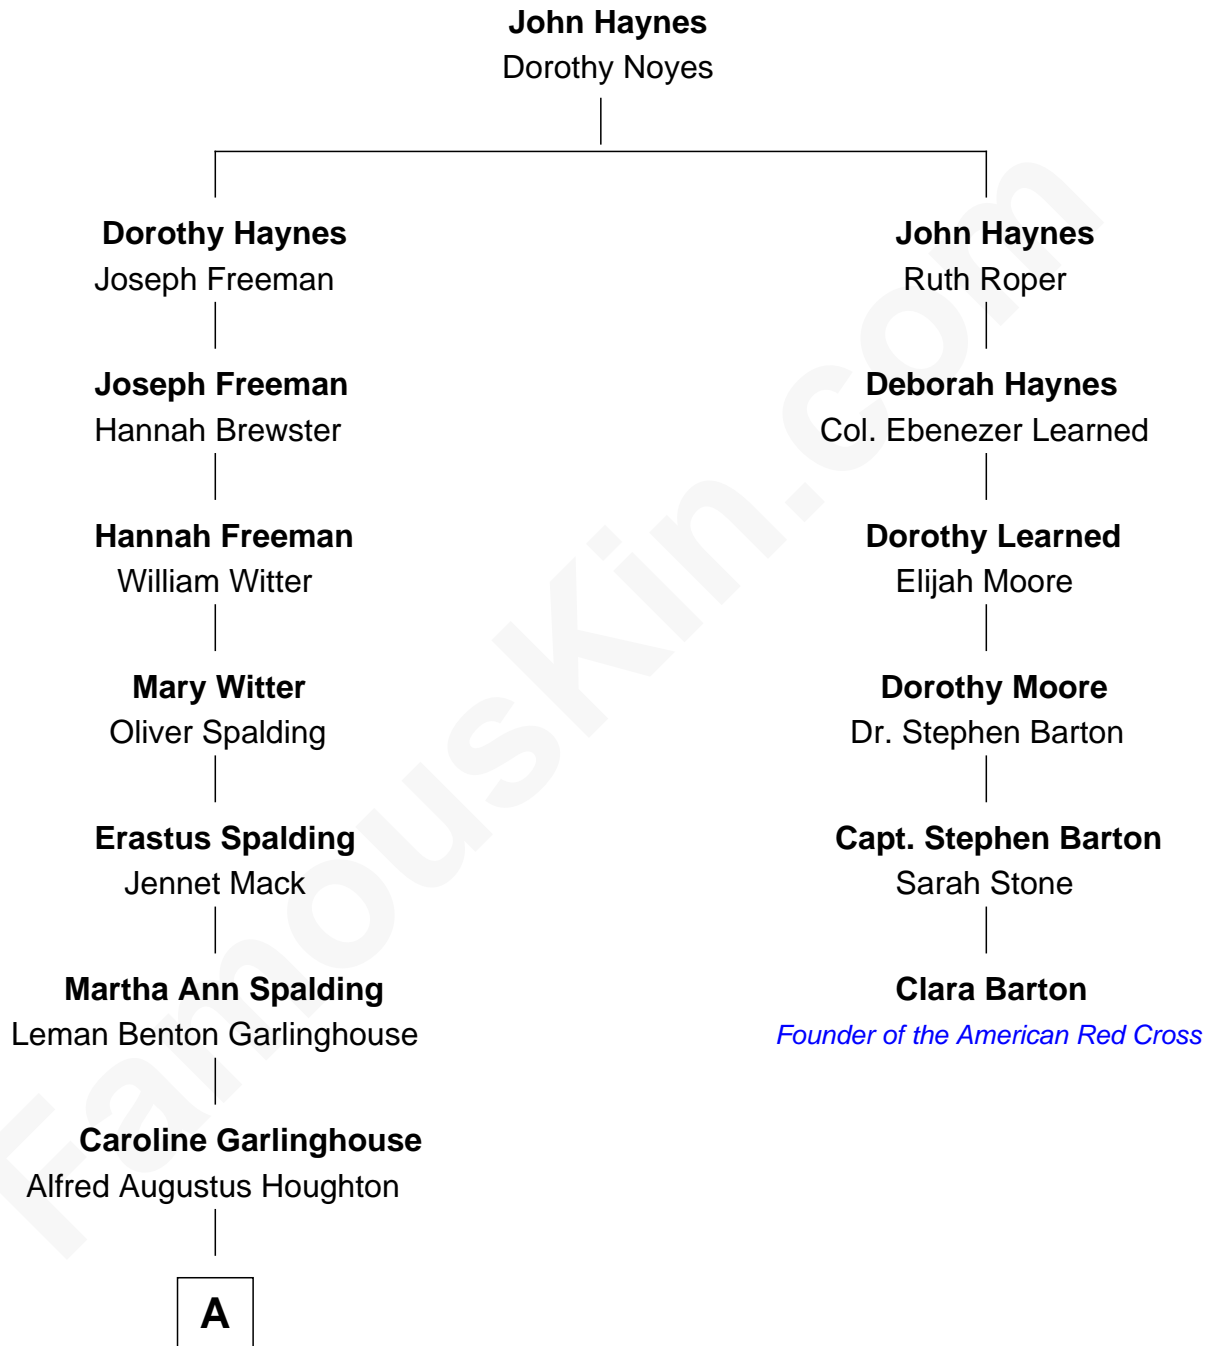 John Haynes
Dorothy Noyes
Dorothy Haynes
Joseph Freeman
John Haynes
Ruth Roper
Joseph Freeman
Hannah Brewster
Deborah Haynes
Col. Ebenezer Learned
Hannah Freeman
William Witter
Dorothy Learned
Elijah Moore
Mary Witter
Oliver Spalding
Dorothy Moore
Dr. Stephen Barton
Erastus Spalding
Jennet Mack
Capt. Stephen Barton
Sarah Stone
Martha Ann Spalding
Leman Benton Garlinghouse
Clara Barton
Founder of the American Red Cross
Caroline Garlinghouse
Alfred Augustus Houghton
A
FamousKin.com